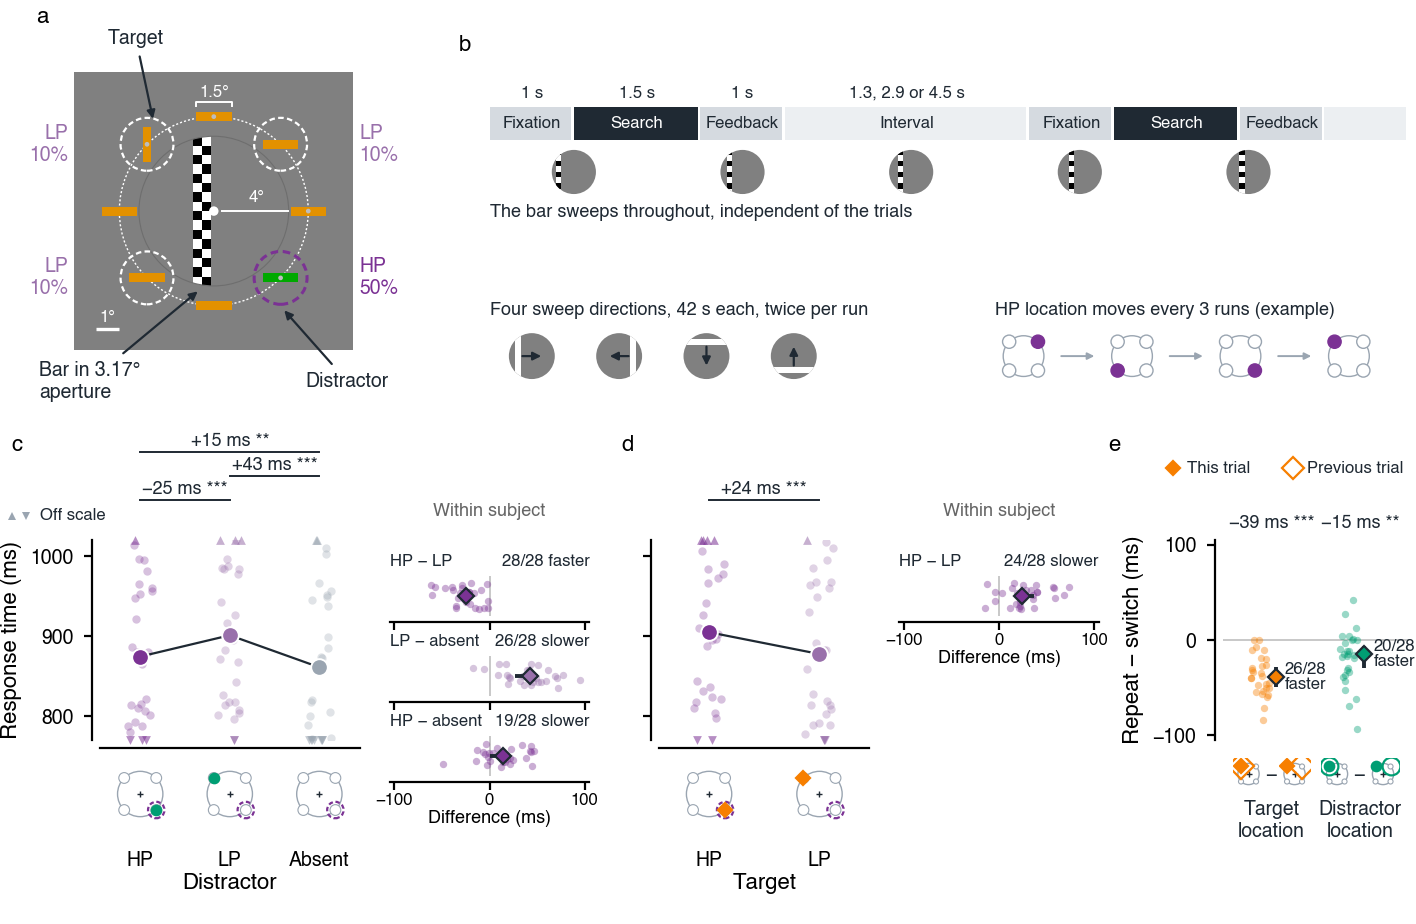 a
Target
1.5°
LP
10%
LP
10%
4°
LP
10%
HP
50%
1°
Bar in 3.17°
aperture
Distractor
b
1 s
1.5 s
1 s
1.3, 2.9 or 4.5 s
Fixation
Search
Feedback
Interval
Fixation
Search
Feedback
The bar sweeps throughout, independent of the trials
Four sweep directions, 42 s each, twice per run
HP location moves every 3 runs (example)
c
+15 ms **
+43 ms ***
−25 ms ***
Off scale
Response time (ms)
1000
900
800
HP
LP
Absent
Distractor
Within subject
HP − LP
28/28 faster
LP − absent
26/28 slower
HP − absent
19/28 slower
−100
0
100
Difference (ms)
d
+24 ms ***
HP
LP
Target
Within subject
HP − LP
24/28 slower
−100
0
100
Difference (ms)
e
This trial
Previous trial
−39 ms ***
−15 ms **
Repeat − switch (ms)
100
0
−100
26/28
faster
20/28
faster
−
−
Target
location
Distractor
location